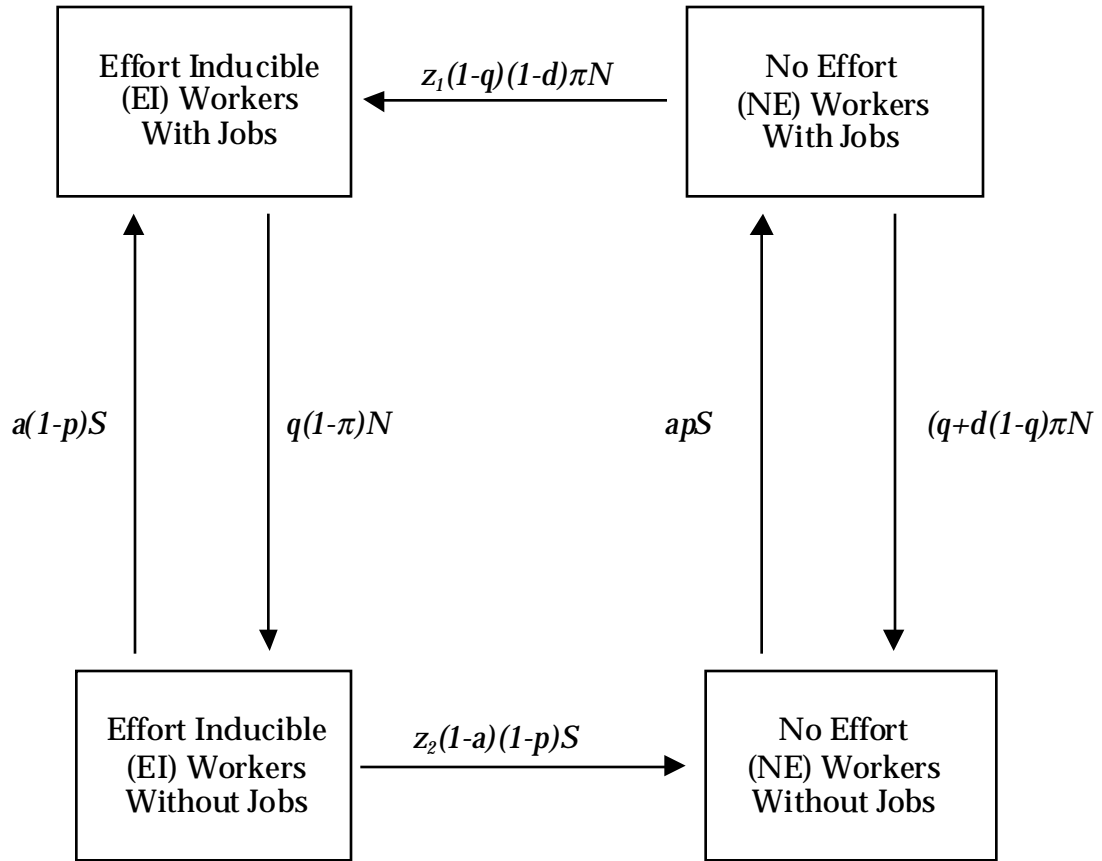 Effort Inducible
(EI) Workers
With Jobs
z₁(1-q)(1-d)πN
No Effort
(NE) Workers
With Jobs
a(1-p)S
q(1-π)N
apS
(q+d(1-q)πN
Effort Inducible
(EI) Workers
Without Jobs
z₂(1-a)(1-p)S
No Effort
(NE) Workers
Without Jobs